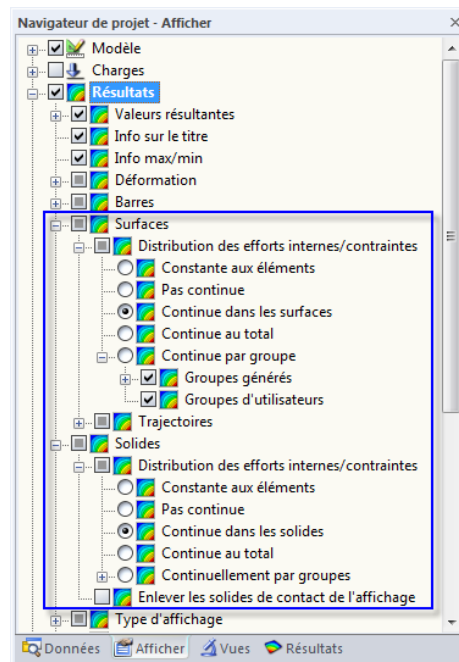 Navigateur de projet - Afficher
Modèle
Charges
Résultats
Valeurs résultantes
Info sur le titre
Info max/min
Déformation
Barres
Surfaces
Distribution des efforts internes/contraintes
Constante aux éléments
Pas continue
Continue dans les surfaces
Continue au total
Continue par groupe
Groupes générés
Groupes d'utilisateurs
Trajectoires
Solides
Distribution des efforts internes/contraintes
Constante aux éléments
Pas continue
Continue dans les solides
Continue au total
Continuellement par groupes
Enlever les solides de contact de l'affichage
Type d'affichage
Données Afficher Vues Résultats